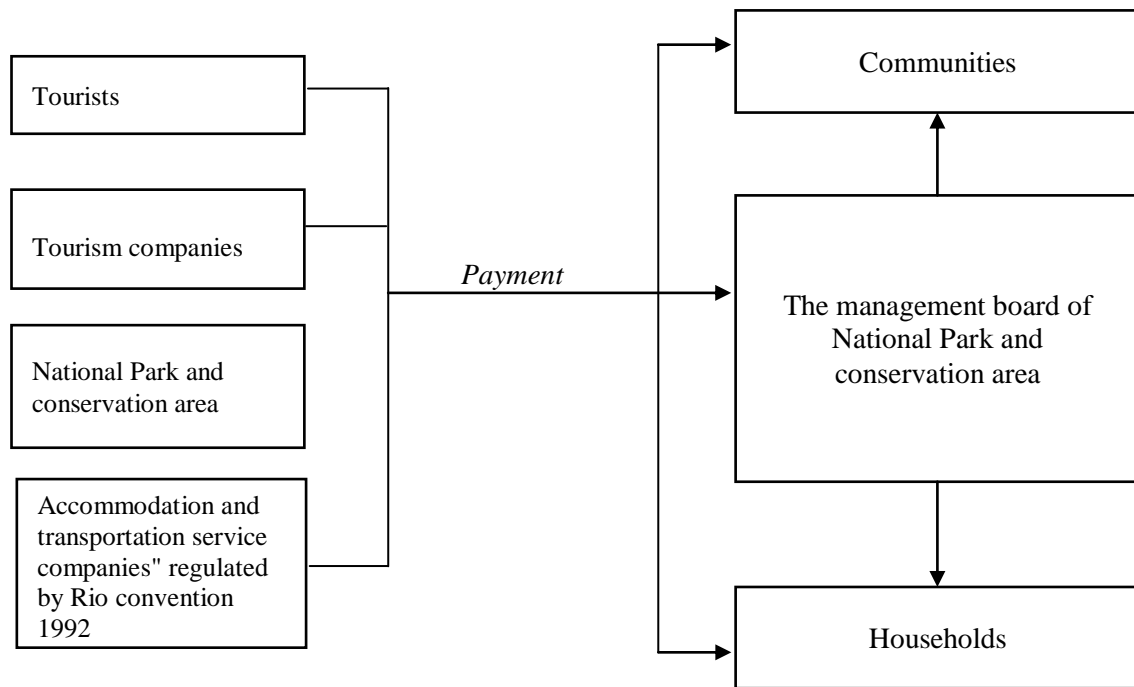 Tourists
Tourism companies
National Park and
conservation area
Accommodation and
transportation service
companies" regulated
by Rio convention
1992
Payment
Communities
The management board of
National Park and
conservation area
Households